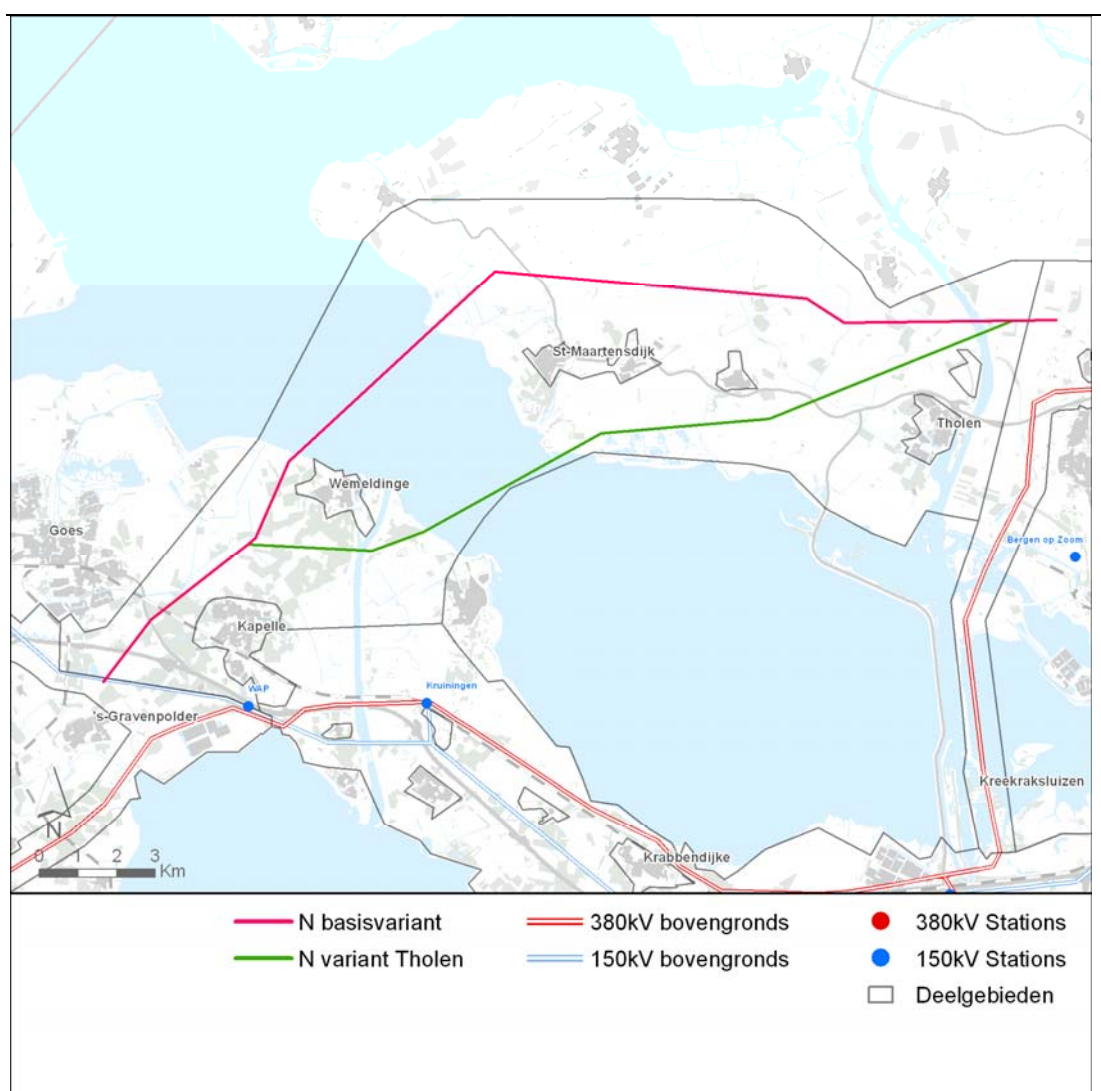 St-Maartensdijk
Tholen
Wemeldinge
Goes
Bergen op Zoom
Kapelle
WAP
Kruiningen
's-Gravenpolder
Kreekraksluizen
N
0 1 2 3
Km
Krabbendijke
N basisvariant
380kV bovengronds
380kV Stations
N variant Tholen
150kV bovengronds
150kV Stations
Deelgebieden